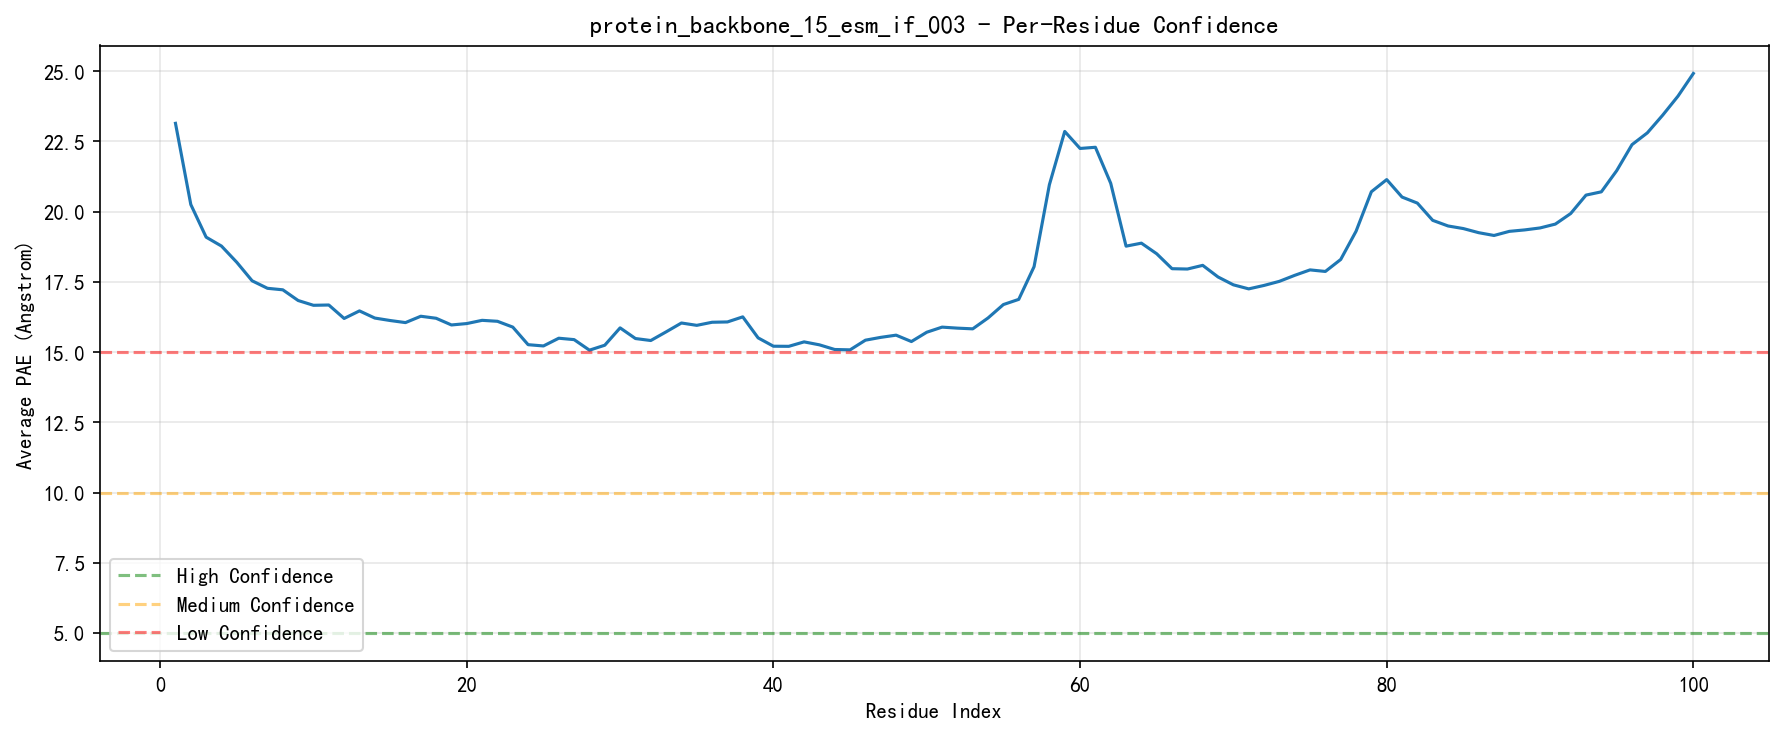 protein_backbone_15_esm_if_003 - Per-Residue Confidence
25.0
22.5
20.0
17.5
15.0
12.5
10.0
7.5
5.0
Average PAE (Angstrom)
High Confidence
Medium Confidence
Low Confidence
0 20 40 60 80 100
Residue Index